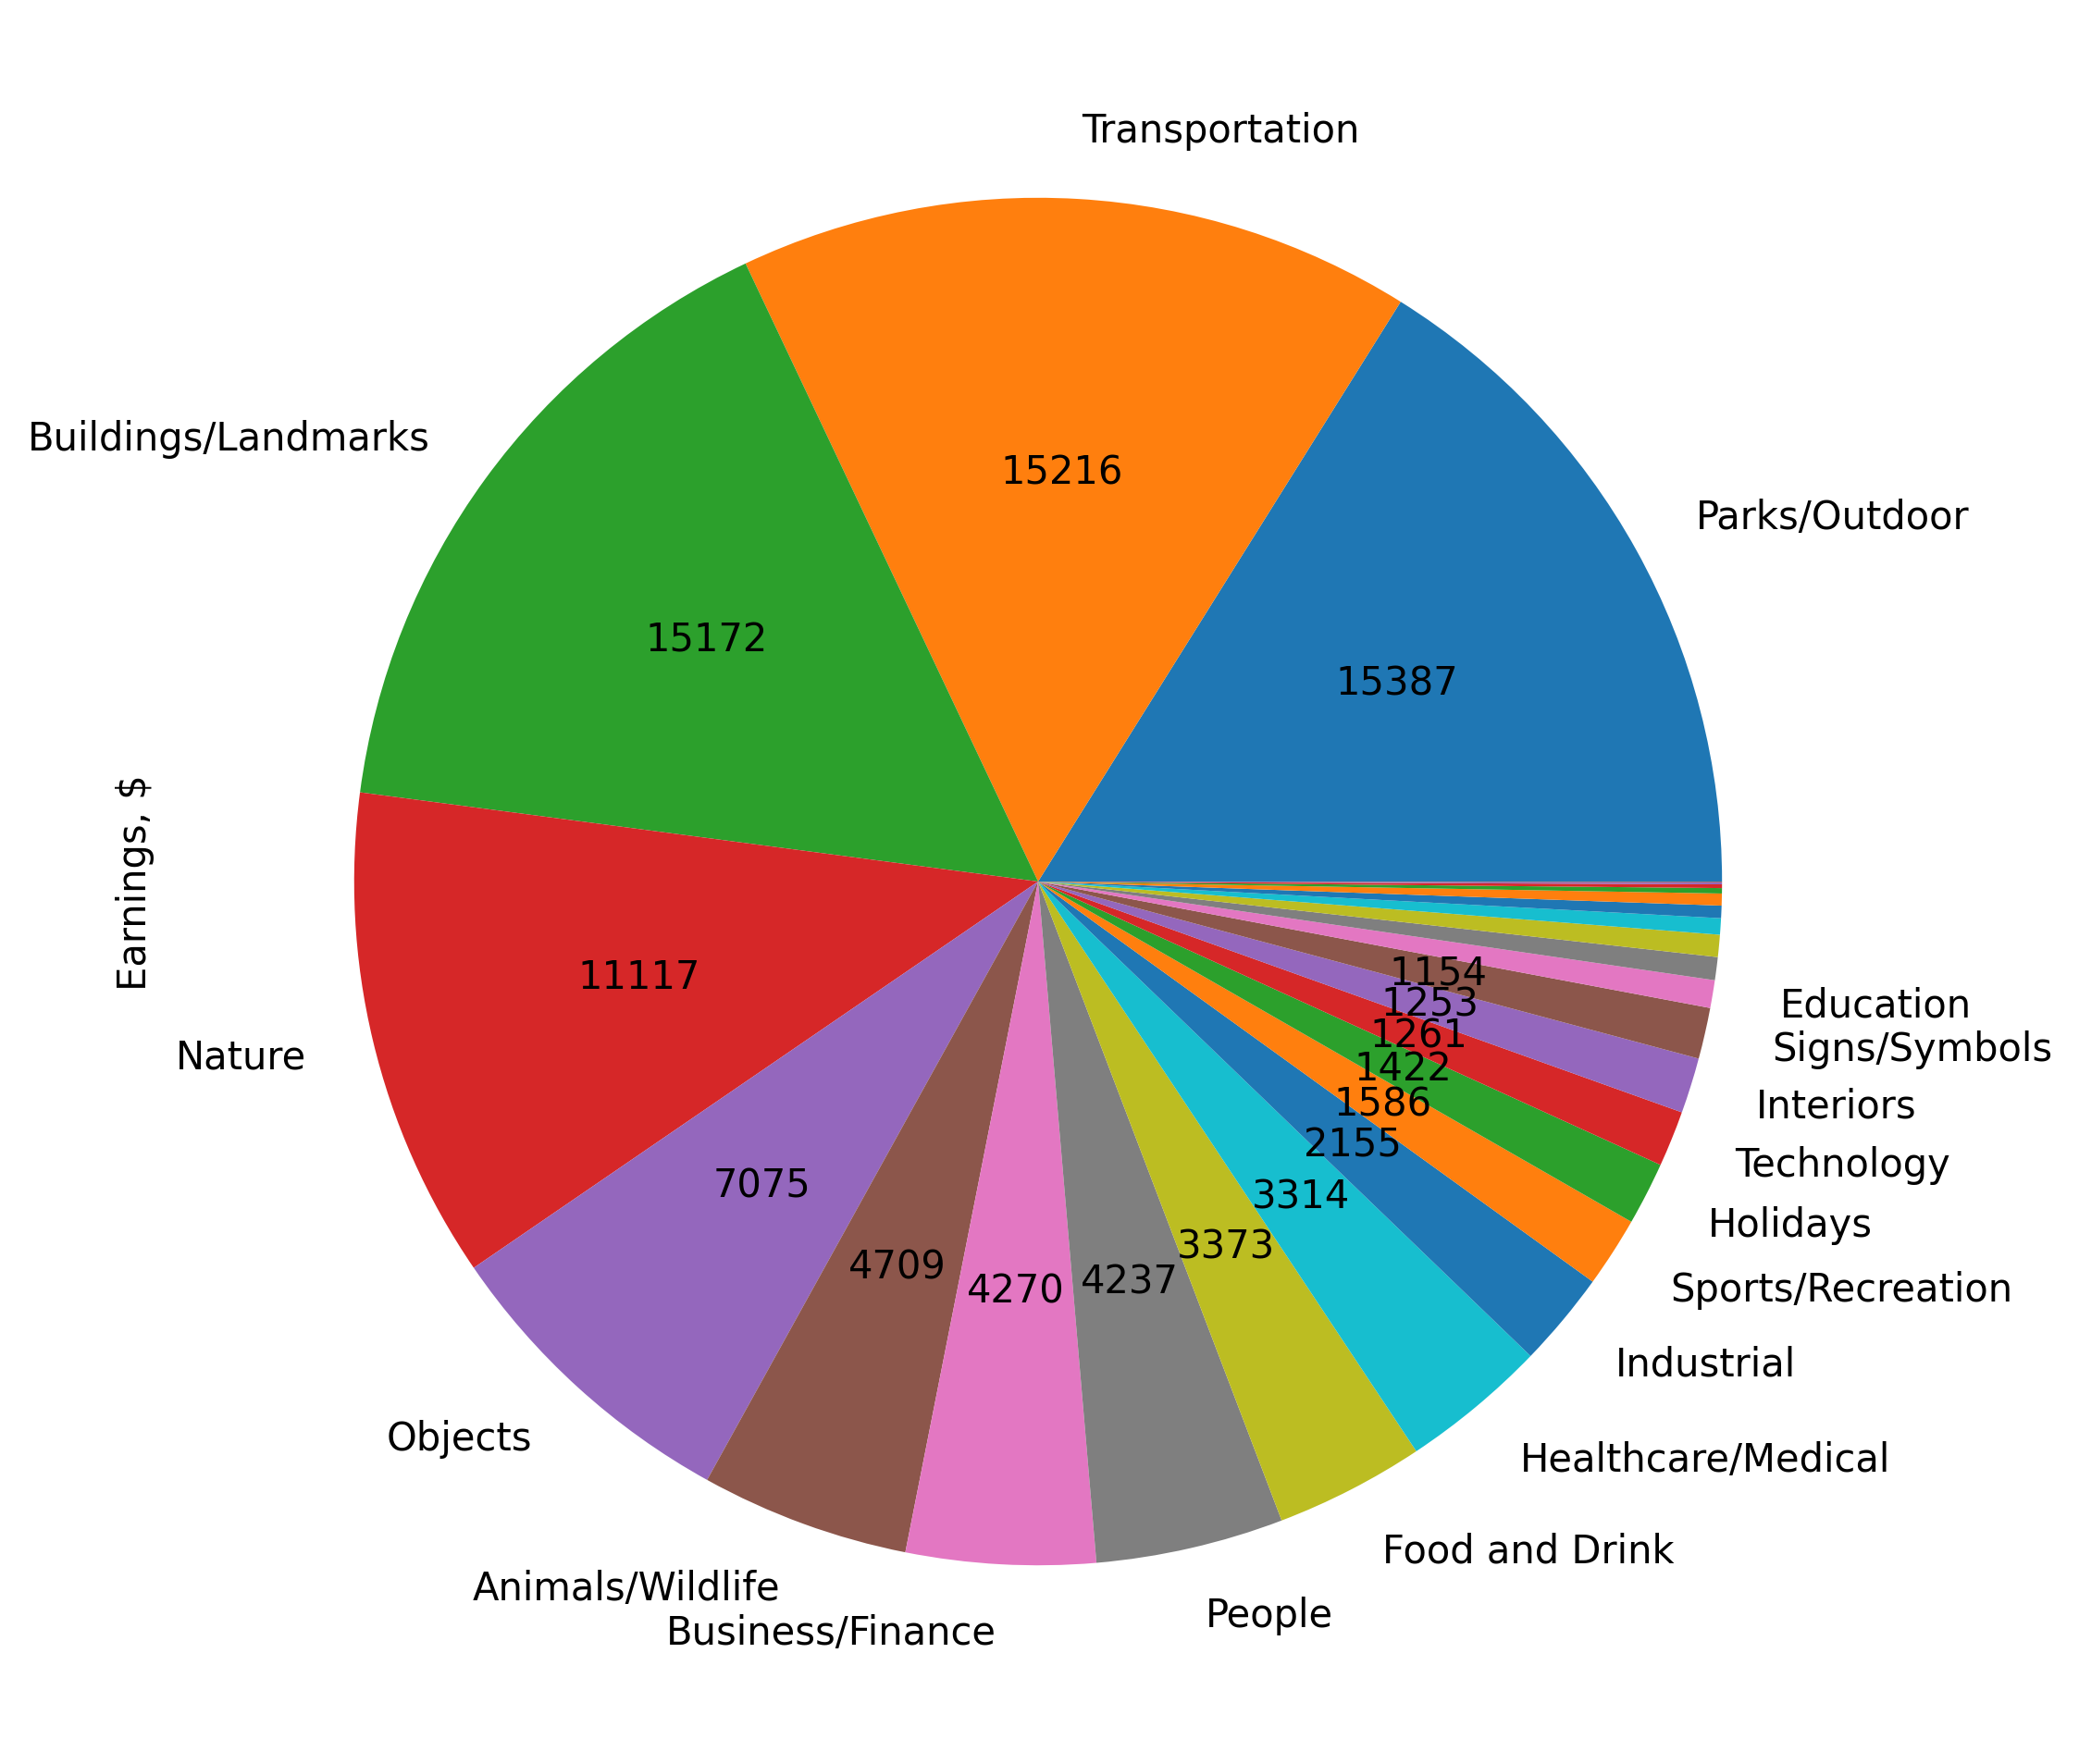 Transportation
Buildings/Landmarks
15216
Parks/Outdoor
15172
15387
Earnings, $
11117
1154
Education
1253
Signs/Symbols
1261
Nature
1422
1586
Interiors
2155
Technology
7075
3314
Holidays
3373
4709
4237
4270
Sports/Recreation
Industrial
Objects
Healthcare/Medical
Food and Drink
Animals/Wildlife
People
Business/Finance